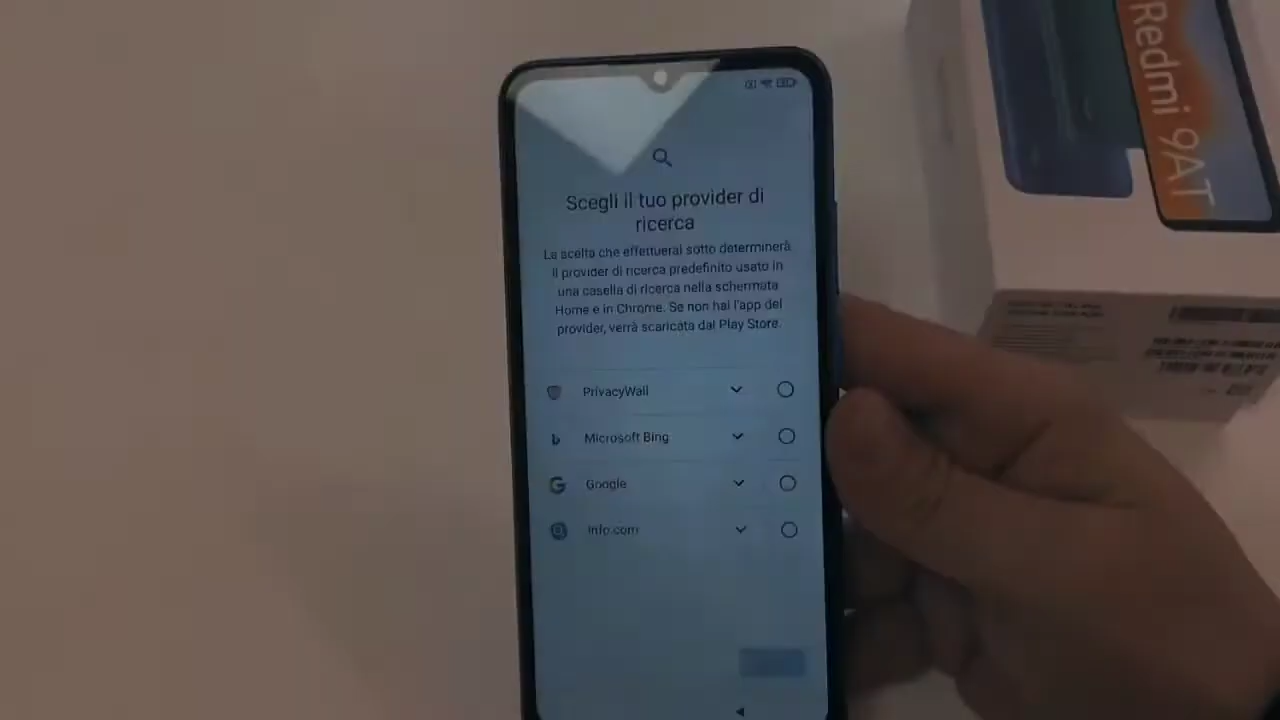 Scegli il tuo provider di
ricerca
La scelta che effettuerai sotto determinerà
il provider di ricerca predefinito usato in
una casella di ricerca nella schermata
Home e in Chrome. Se non hai l'app del
provider, verrà scaricata dal Play Store.
PrivacyWall
Microsoft Bing
Google
Info.com
Redmi 9AT